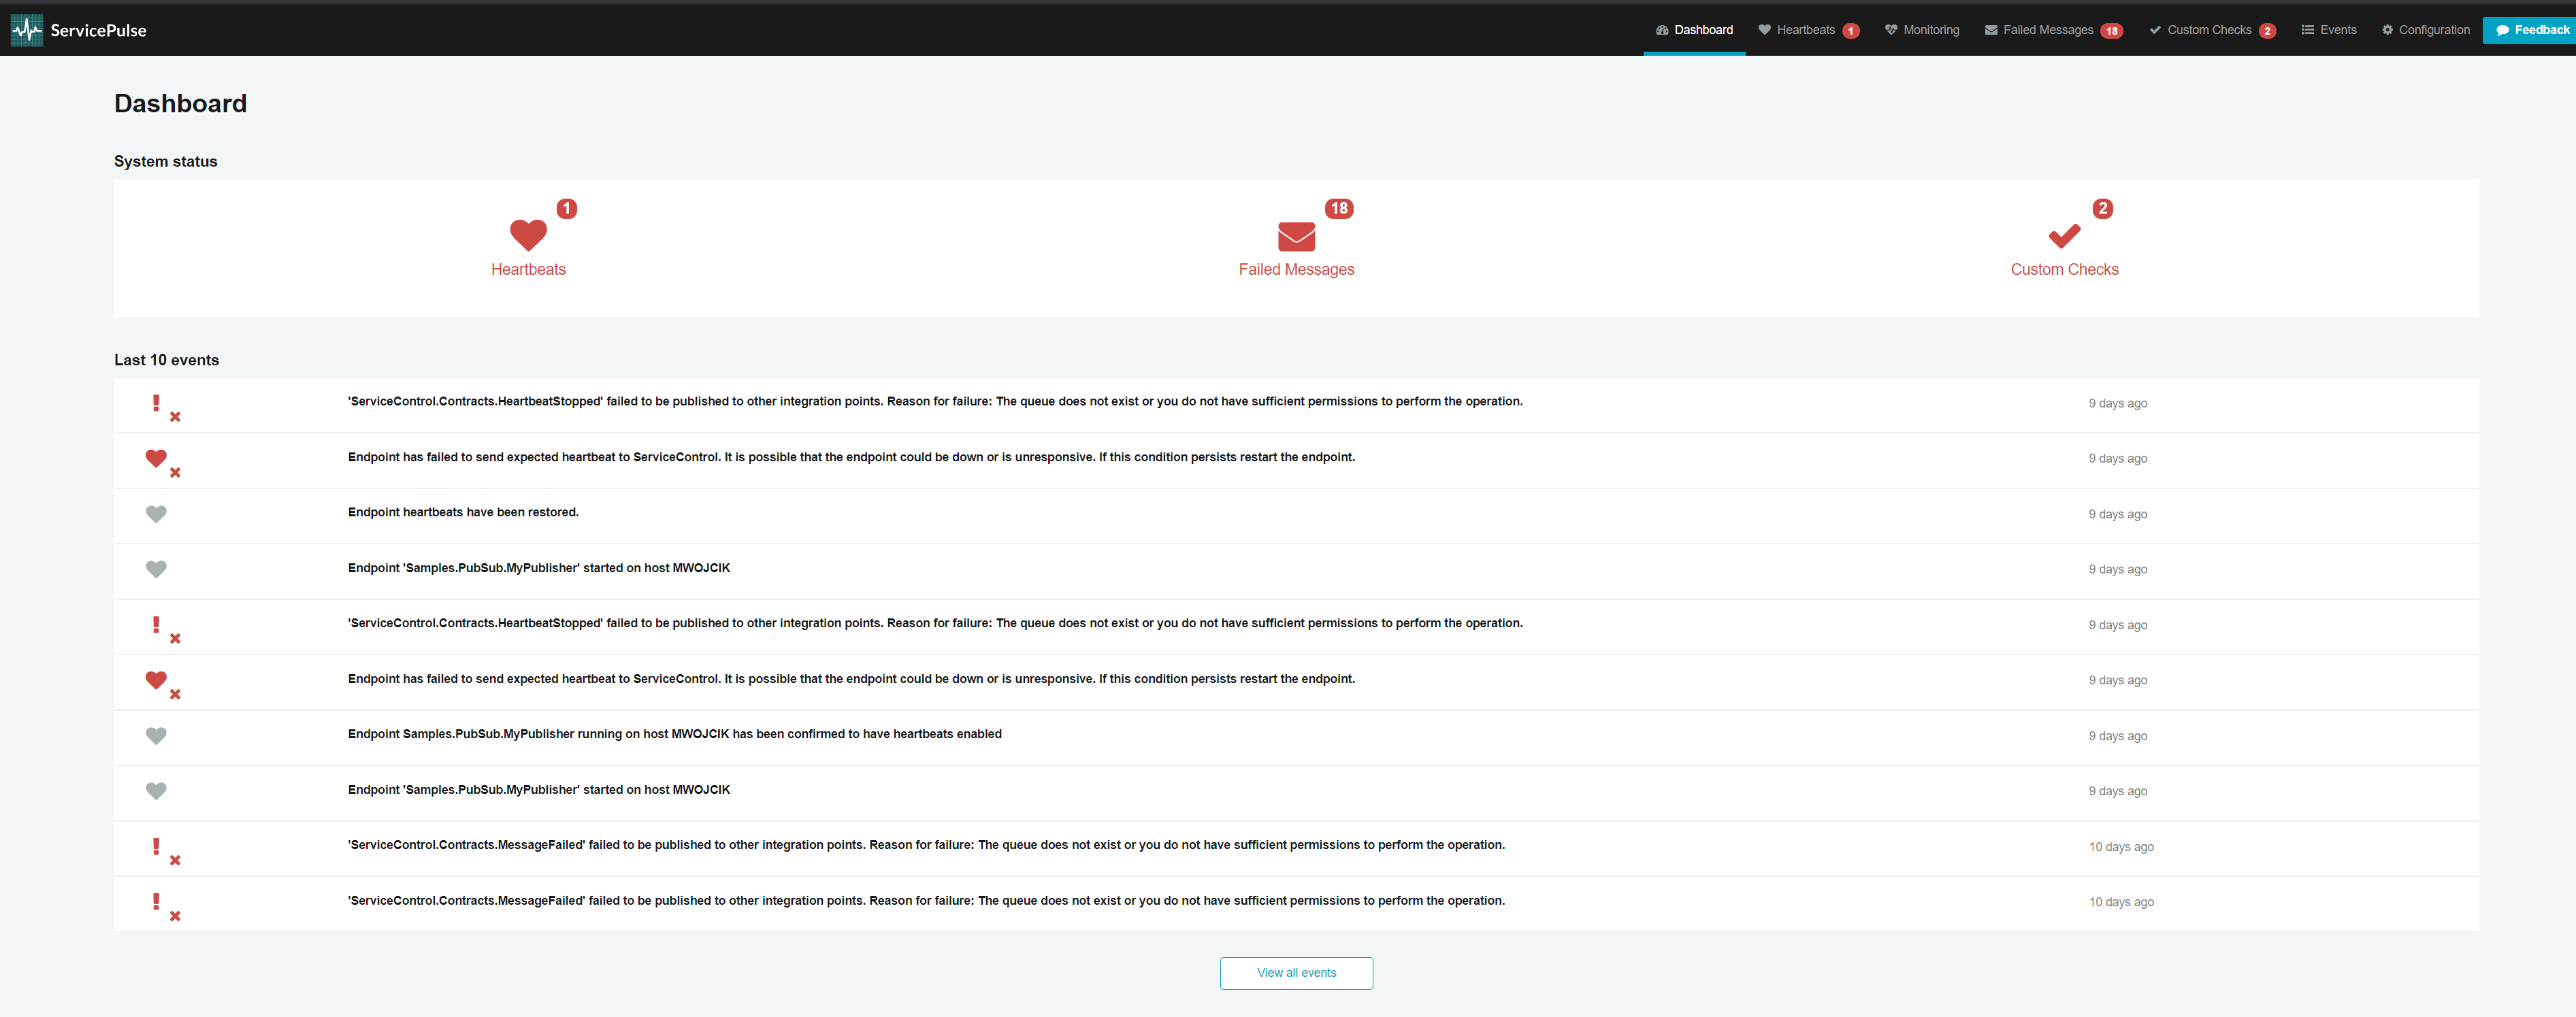 ServicePulse
Dashboard
Heartbeats 1
Monitoring
Failed Messages 18
Custom Checks 2
Events
Configuration
Feedback
Dashboard
System status
1
Heartbeats
18
Failed Messages
2
Custom Checks
Last 10 events
'ServiceControl.Contracts.HeartbeatStopped' failed to be published to other integration points. Reason for failure: The queue does not exist or you do not have sufficient permissions to perform the operation. 9 days ago
Endpoint has failed to send expected heartbeat to ServiceControl. It is possible that the endpoint could be down or is unresponsive. If this condition persists restart the endpoint. 9 days ago
Endpoint heartbeats have been restored. 9 days ago
Endpoint 'Samples.PubSub.MyPublisher' started on host MWOJCIK 9 days ago
'ServiceControl.Contracts.HeartbeatStopped' failed to be published to other integration points. Reason for failure: The queue does not exist or you do not have sufficient permissions to perform the operation. 9 days ago
Endpoint has failed to send expected heartbeat to ServiceControl. It is possible that the endpoint could be down or is unresponsive. If this condition persists restart the endpoint. 9 days ago
Endpoint Samples.PubSub.MyPublisher running on host MWOJCIK has been confirmed to have heartbeats enabled 9 days ago
Endpoint 'Samples.PubSub.MyPublisher' started on host MWOJCIK 9 days ago
'ServiceControl.Contracts.MessageFailed' failed to be published to other integration points. Reason for failure: The queue does not exist or you do not have sufficient permissions to perform the operation. 10 days ago
'ServiceControl.Contracts.MessageFailed' failed to be published to other integration points. Reason for failure: The queue does not exist or you do not have sufficient permissions to perform the operation. 10 days ago
View all events